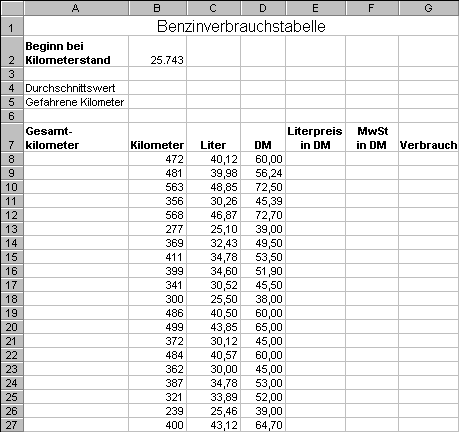 A B C D E F G
1 Benzinverbrauchstabelle
Beginn bei
2 Kilometerstand 25.743
3
4 Durchschnittswert
5 Gefahrene Kilometer
6
Gesamt- Literpreis MwSt
7 kilometer Kilometer Liter DM in DM in DM Verbrauch
8 472 40,12 60,00
9 481 39,98 56,24
10 563 48,85 72,50
11 356 30,26 45,39
12 568 46,87 72,70
13 277 25,10 39,00
14 369 32,43 49,50
15 411 34,78 53,50
16 399 34,60 51,90
17 341 30,52 45,50
18 300 25,50 38,00
19 486 40,50 60,00
20 499 43,85 65,00
21 372 30,12 45,00
22 484 40,57 60,00
23 362 30,00 45,00
24 387 34,78 53,00
25 321 33,89 52,00
26 239 25,46 39,00
27 400 43,12 64,70